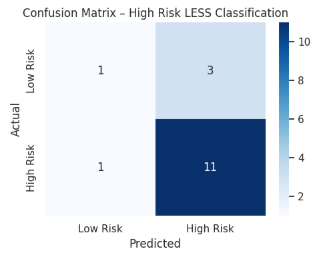 Confusion Matrix – High Risk LESS Classification
Actual
Low Risk
High Risk
1
3
1
11
Low Risk
High Risk
Predicted
10
8
6
4
2